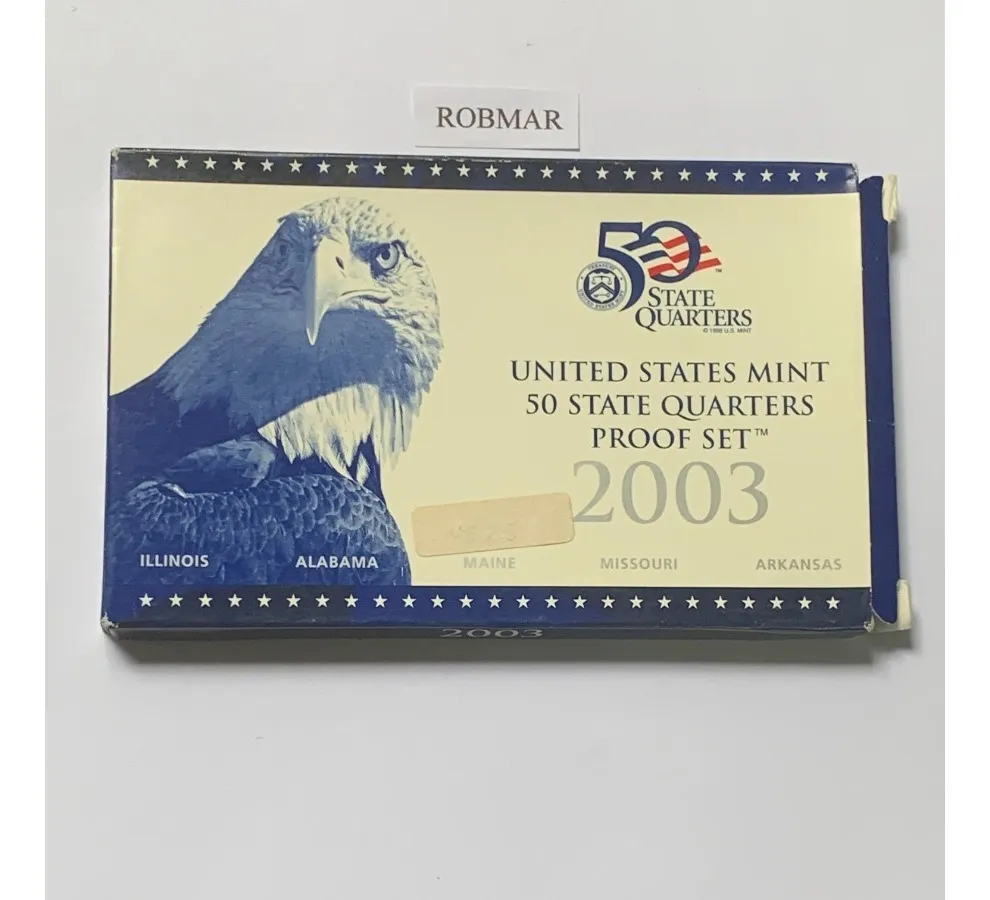 ROBMAR
50
STATE
QUARTERS
© 1998 U.S. MINT
UNITED STATES MINT
50 STATE QUARTERS
PROOF SET™
2003
ILLINOIS ALABAMA MAINE MISSOURI ARKANSAS
2003